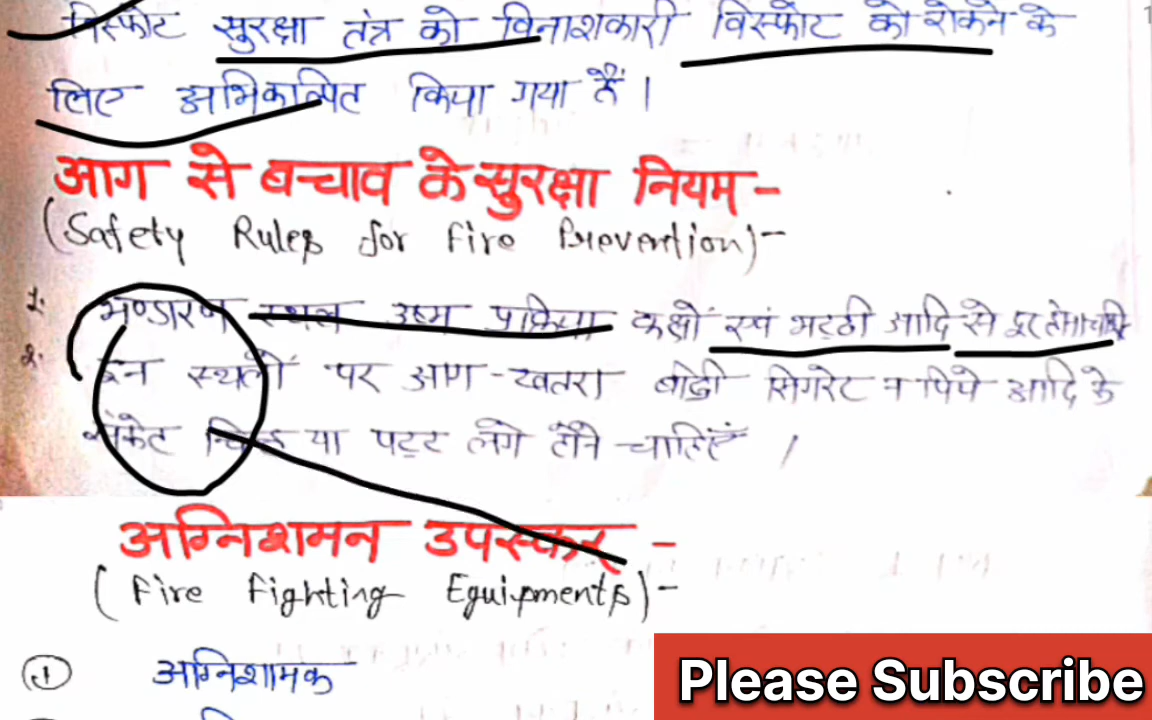 विस्फोट सुरक्षा तंत्र को विनाशकारी विस्फोट को रोकने के
लिए अभिकल्पित किया गया है ।
आग से बचाव के सुरक्षा नियम -
(Safety Rules for Fire Prevention)-
1. भण्डारण स्थल उष्म प्रक्रिया कक्षों एवं भट्ठी आदि से दूर होना चाहिए
2. इन स्थलों पर आग - खतरा बीड़ी सिगरेट न पिये आदि के
संकेत चिन्ह या पट्ट लगे होने चाहिएँ ।
अग्निशमन उपस्कर -
(Fire Fighting Equipments)-
1 अग्निशामक
Please Subscribe